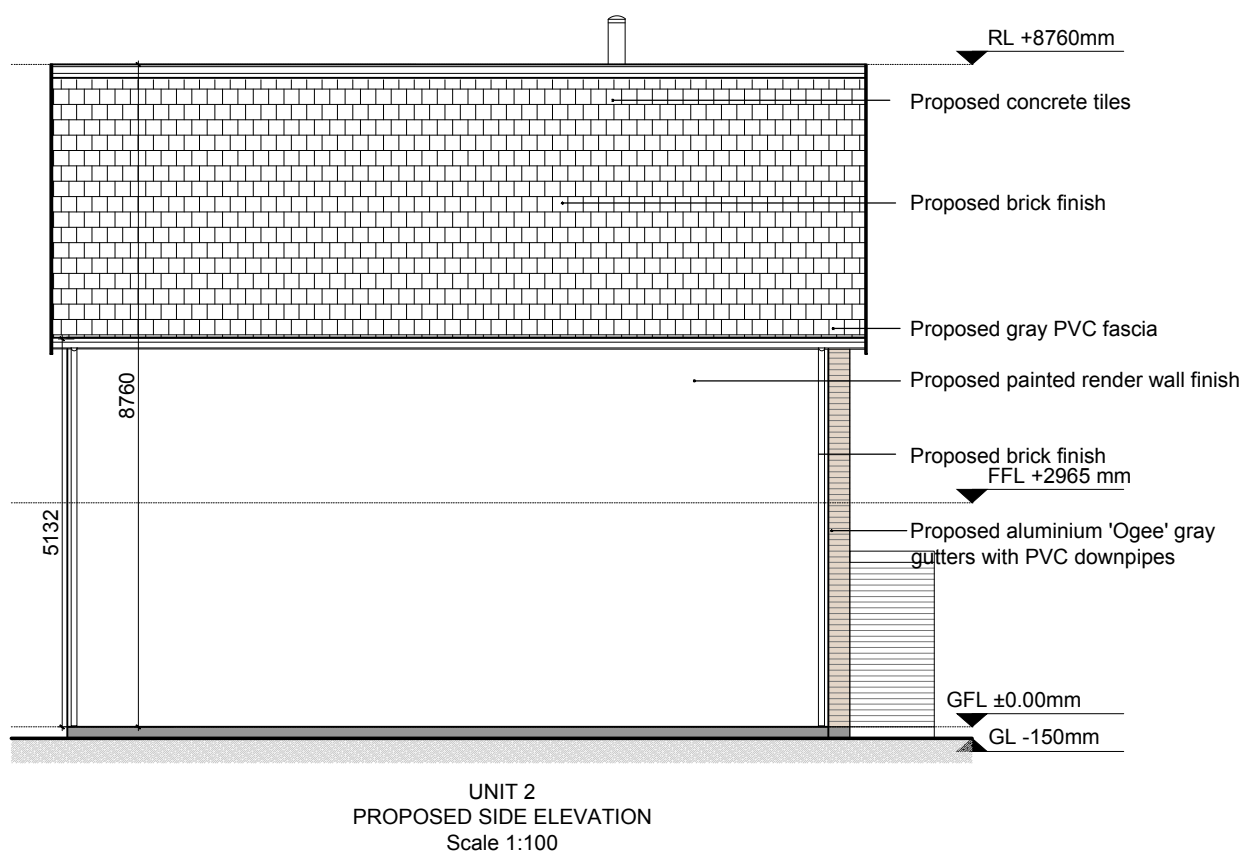 RL +8760mm
Proposed concrete tiles
Proposed brick finish
Proposed gray PVC fascia
Proposed painted render wall finish
8760
Proposed brick finish
FFL +2965 mm
5132
Proposed aluminium 'Ogee' gray
gutters with PVC downpipes
GFL ±0.00mm
GL -150mm
UNIT 2
PROPOSED SIDE ELEVATION
Scale 1:100